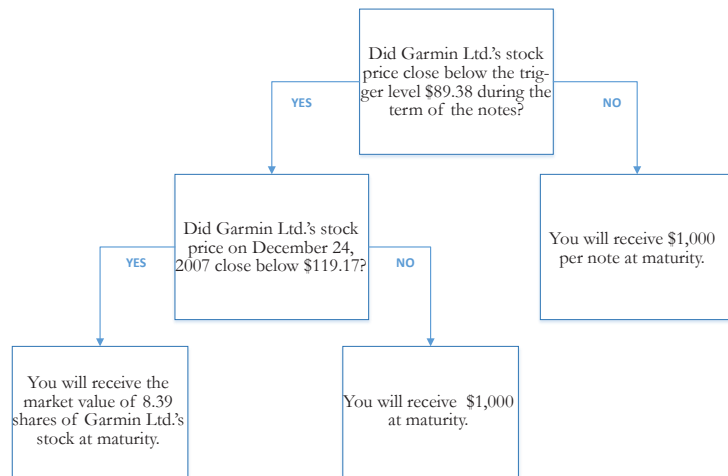 Did Garmin Ltd.'s stock
price close below the trig-
ger level $89.38 during the
term of the notes?
YES
NO
Did Garmin Ltd.'s stock
price on December 24,
2007 close below $119.17?
You will receive $1,000
per note at maturity.
YES
NO
You will receive the
market value of 8.39
shares of Garmin Ltd.'s
stock at maturity.
You will receive $1,000
at maturity.